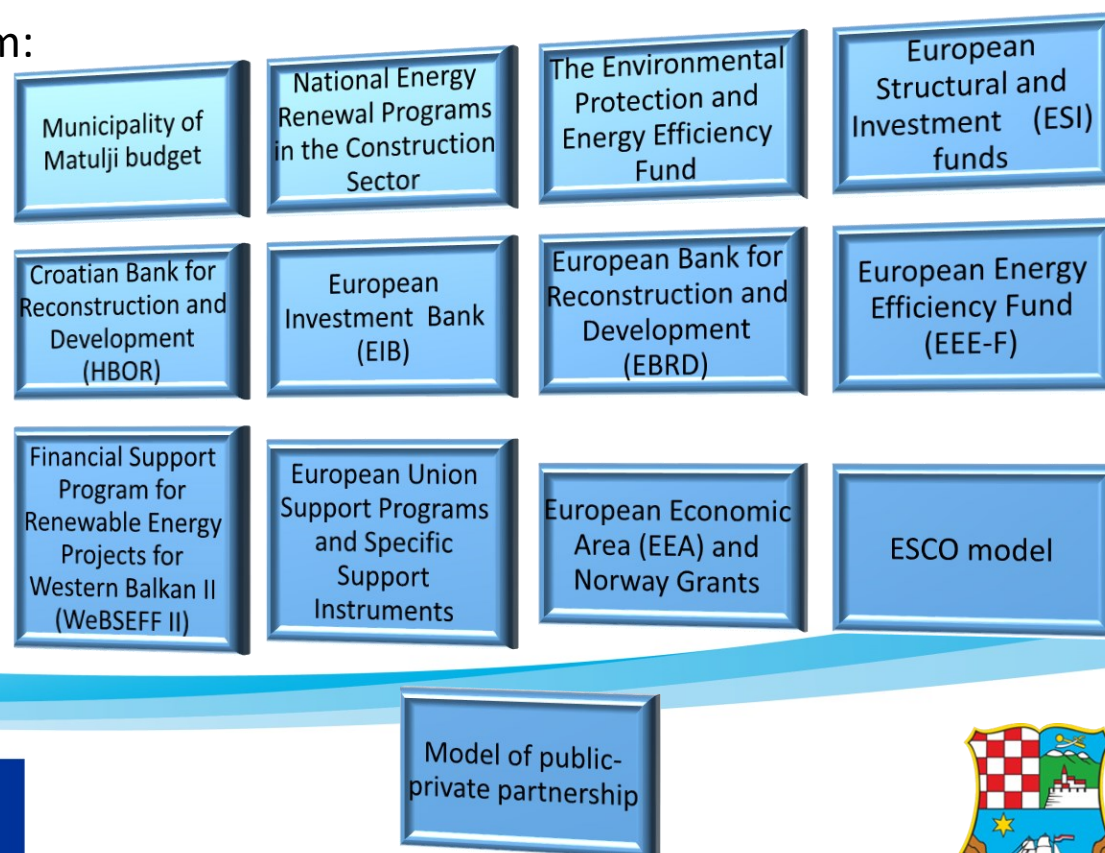 m:
Municipality of
Matulji budget
National Energy
Renewal Programs
in the Construction
Sector
The Environmental
Protection and
Energy Efficiency
Fund
European
Structural and
Investment (ESI)
funds
Croatian Bank for
Reconstruction and
Development
(HBOR)
European
Investment Bank
(EIB)
European Bank for
Reconstruction and
Development
(EBRD)
European Energy
Efficiency Fund
(EEE-F)
Financial Support
Program for
Renewable Energy
Projects for
Western Balkan II
(WeBSEFF II)
European Union
Support Programs
and Specific
Support
Instruments
European Economic
Area (EEA) and
Norway Grants
ESCO model
Model of public-
private partnership